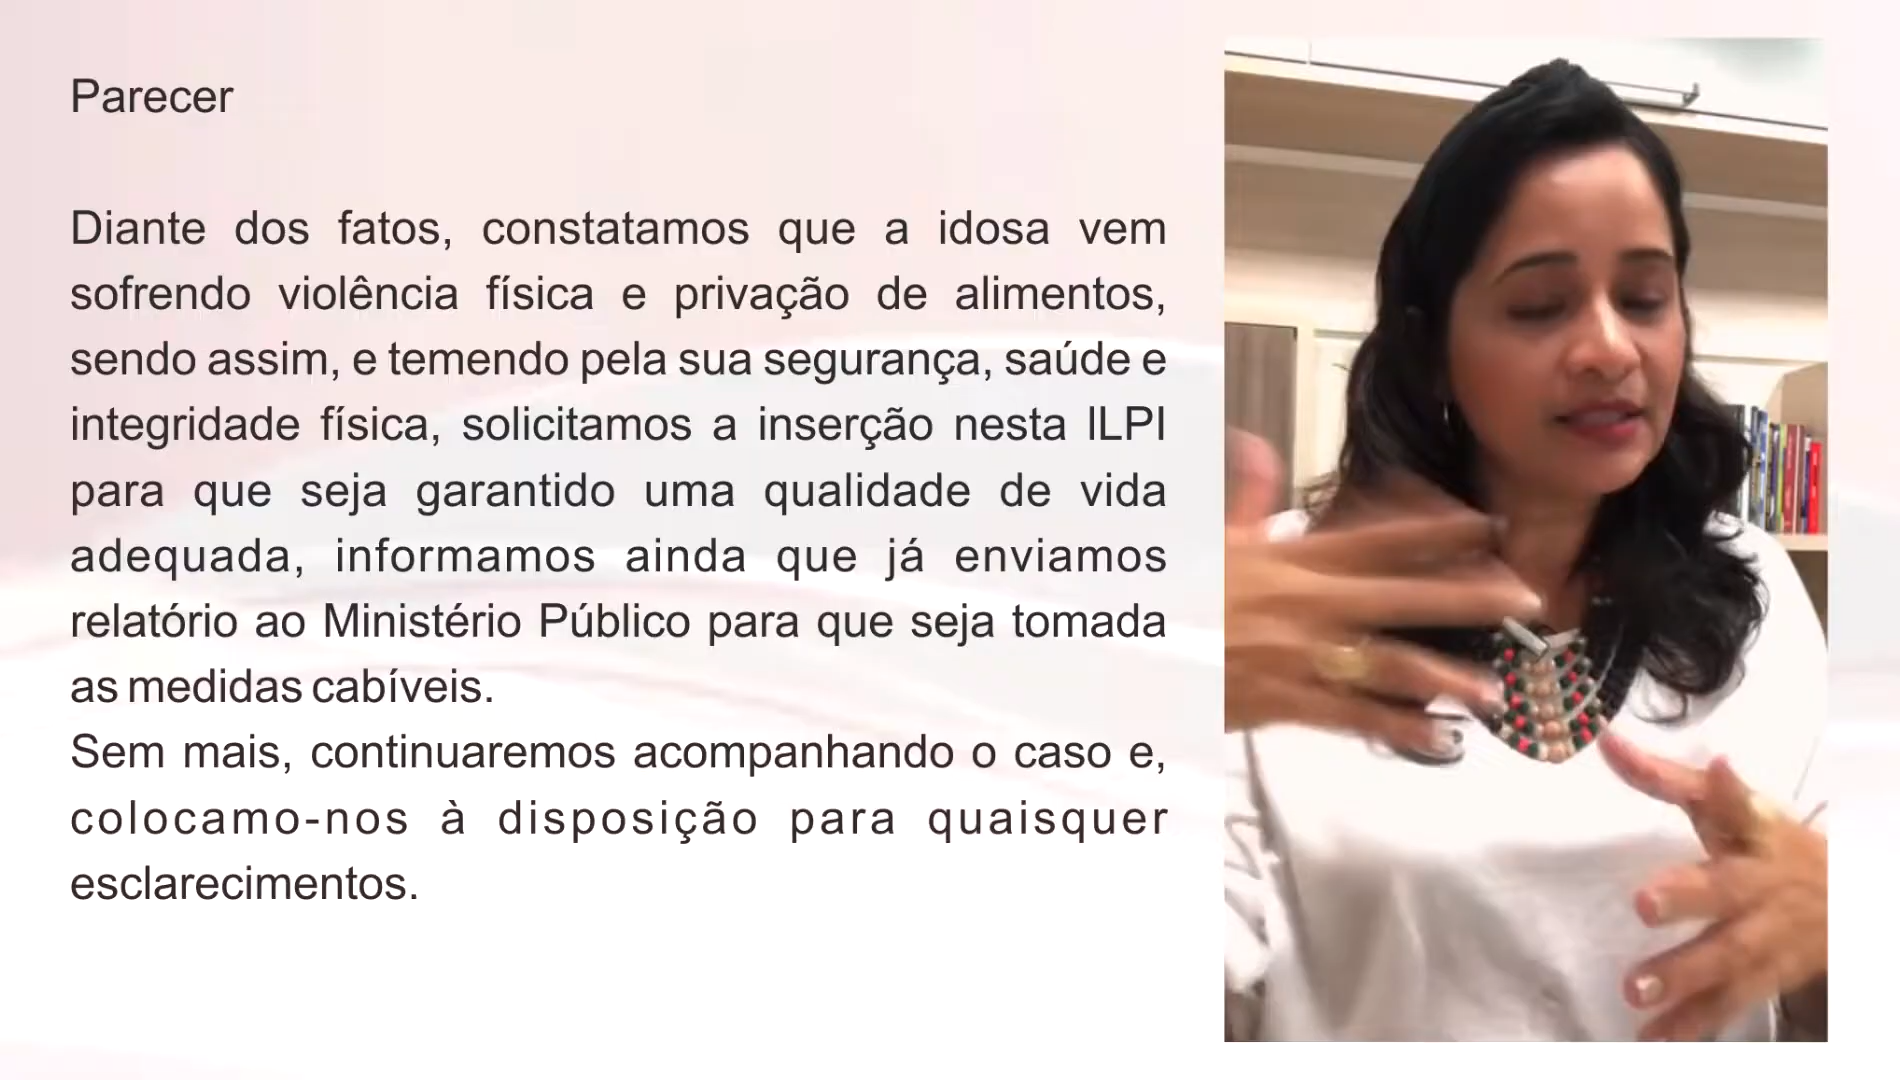 Parecer
Diante dos fatos, constatamos que a idosa vem
sofrendo violência física e privação de alimentos,
sendo assim, e temendo pela sua segurança, saúde e
integridade física, solicitamos a inserção nesta ILPI
para que seja garantido uma qualidade de vida
adequada, informamos ainda que já enviamos
relatório ao Ministério Público para que seja tomada
as medidas cabíveis.
Sem mais, continuaremos acompanhando o caso e,
colocamo-nos à disposição para quaisquer
esclarecimentos.